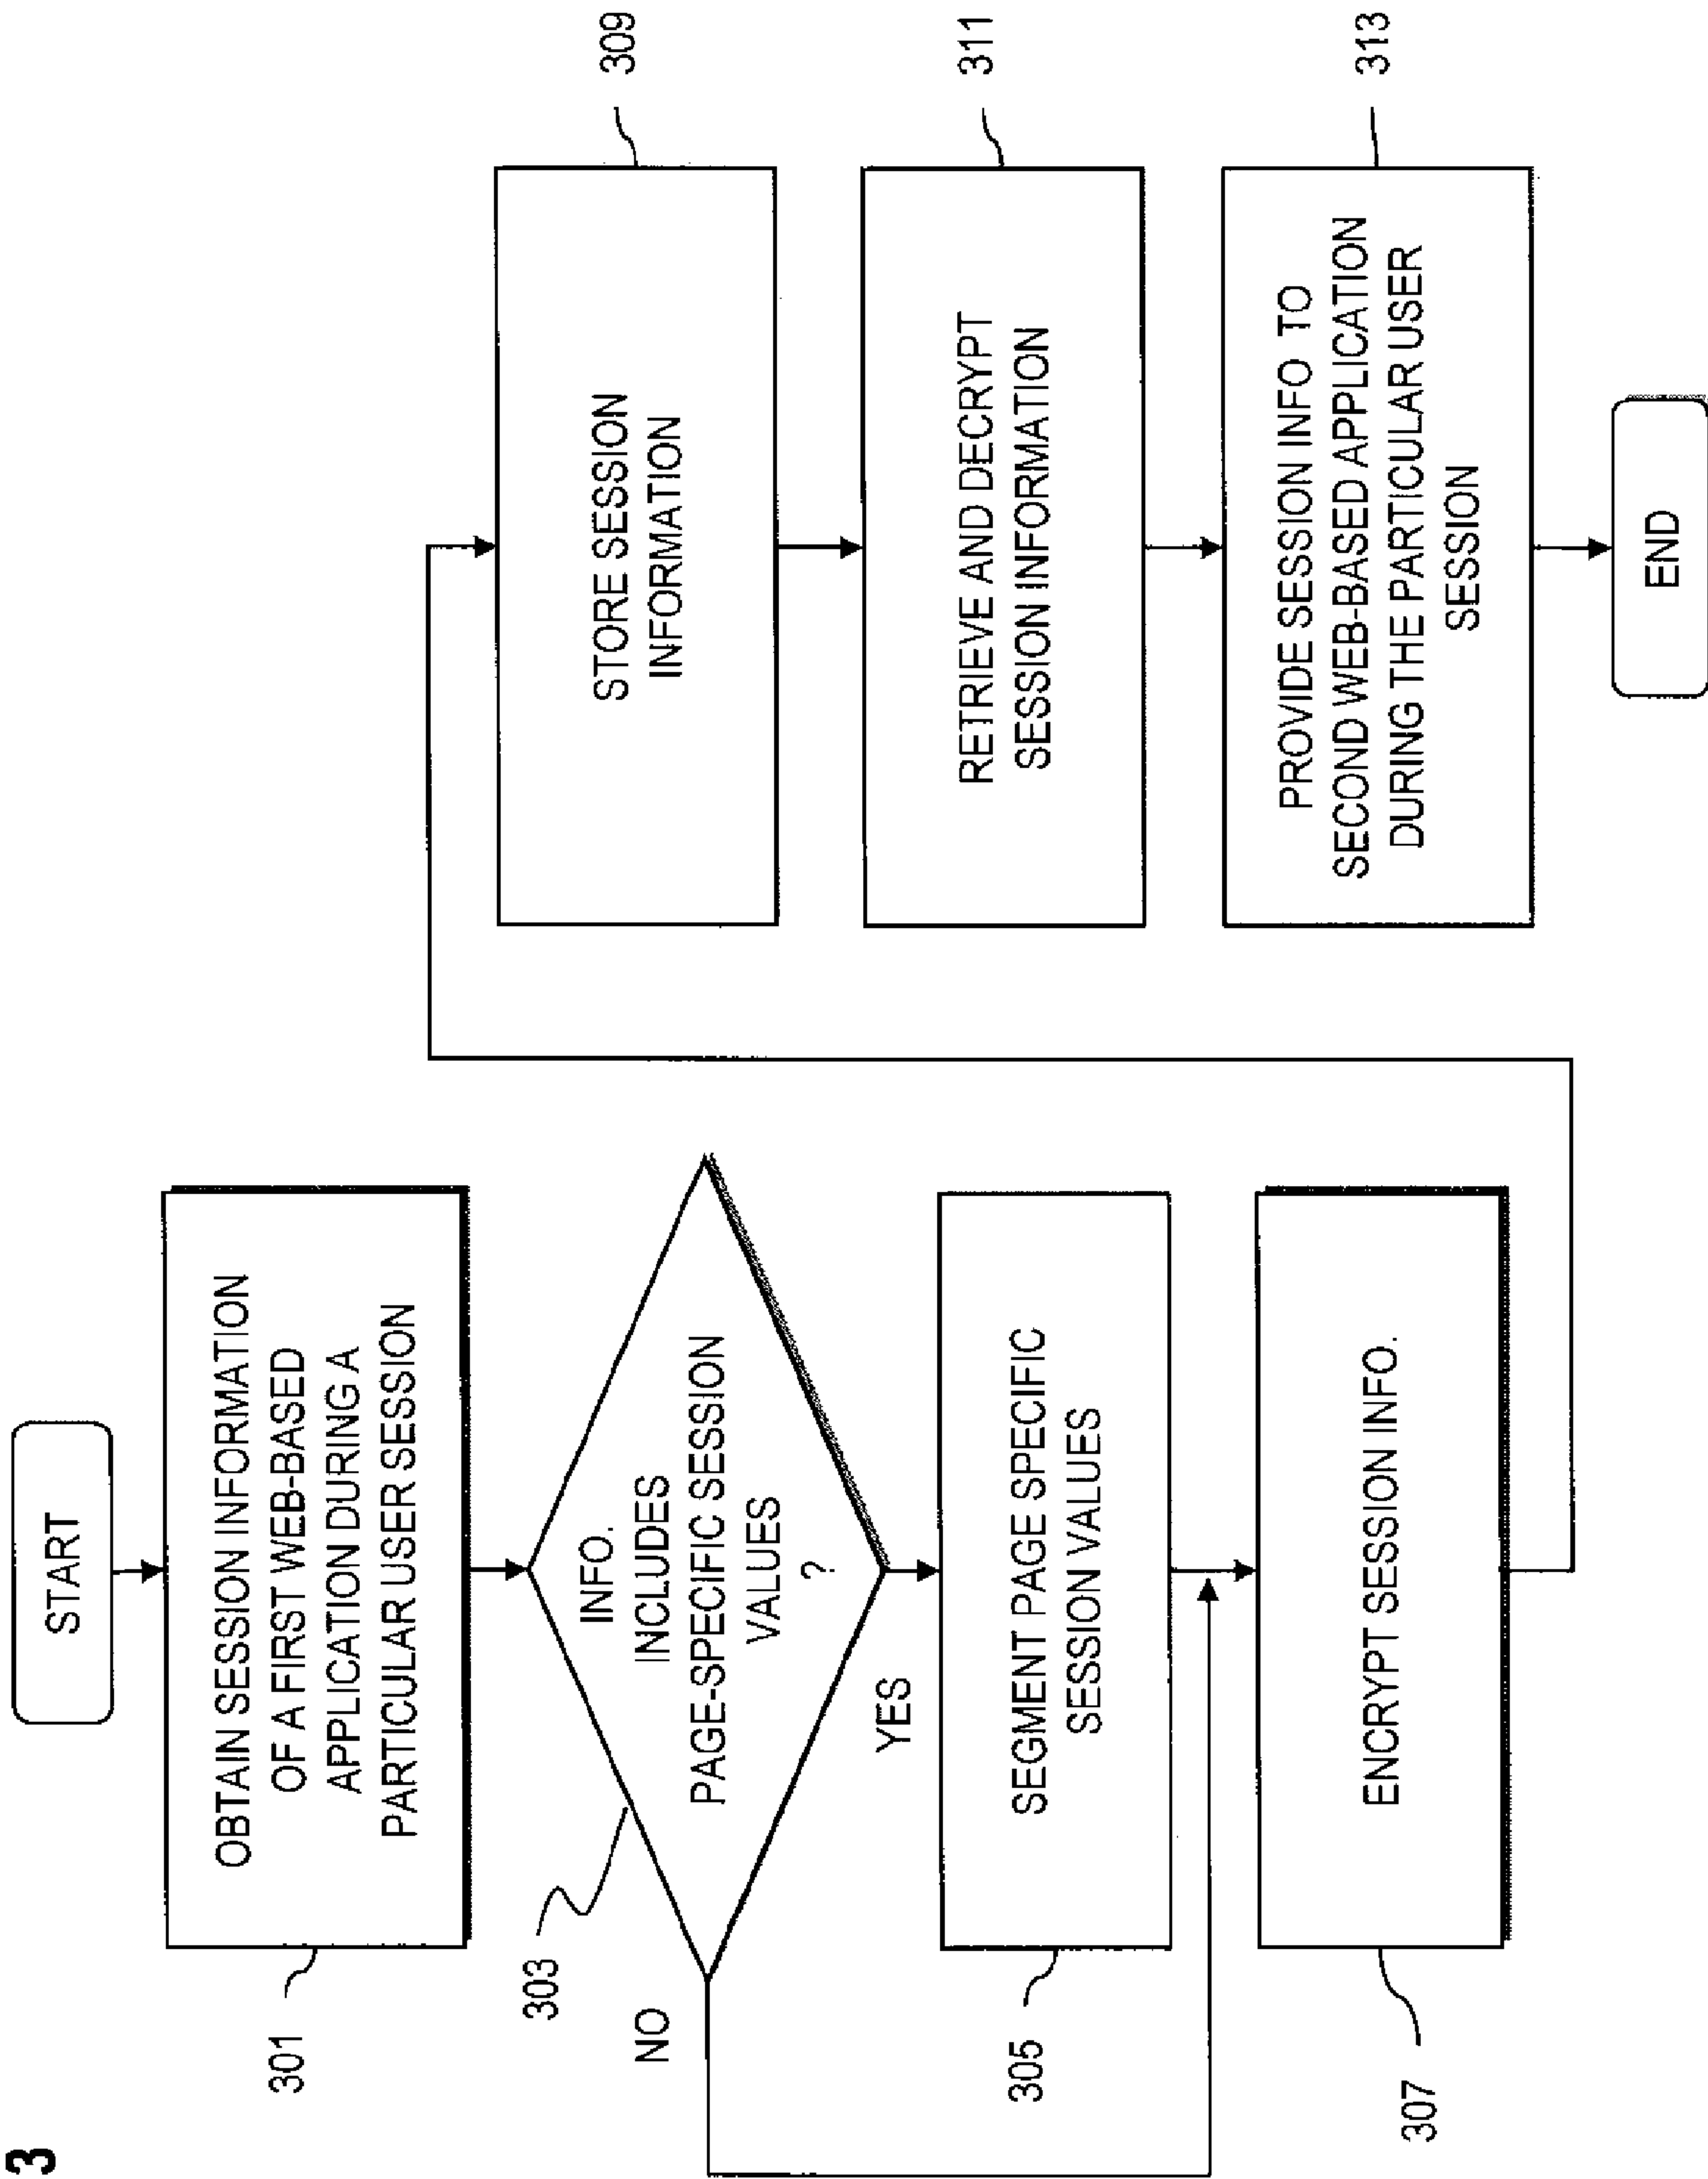 3
START
301
OBTAIN SESSION INFORMATION
OF A FIRST WEB-BASED
APPLICATION DURING A
PARTICULAR USER SESSION
303
INFO.
INCLUDES
PAGE-SPECIFIC SESSION
VALUES
?
NO
YES
305
SEGMENT PAGE SPECIFIC
SESSION VALUES
307
ENCRYPT SESSION INFO.
309
STORE SESSION
INFORMATION
311
RETRIEVE AND DECRYPT
SESSION INFORMATION
313
PROVIDE SESSION INFO TO
SECOND WEB-BASED APPLICATION
DURING THE PARTICULAR USER
SESSION
END